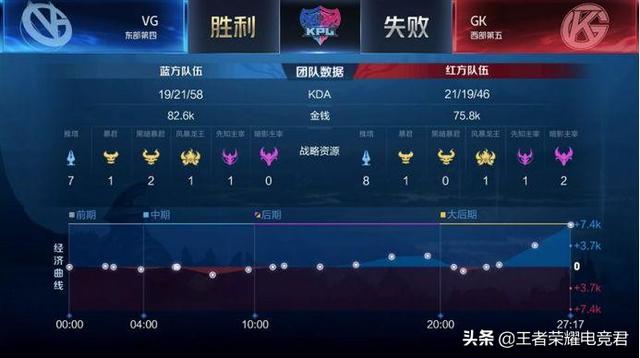 VG
东部第四
胜利
KPL
失败
GK
西部第五
蓝方队伍
团队数据
红方队伍
19/21/58
KDA
21/19/46
82.6k
金钱
75.8k
推塔 暴君 黑暗暴君 风暴龙王 先知主宰 暗影主宰
战略资源
推塔 暴君 黑暗暴君 风暴龙王 先知主宰 暗影主宰
7 1 2 1 1 0
8 1 0 1 1 2
前期 中期 后期 大后期
经济曲线
+7.4k
+3.7k
0
+3.7k
+7.4k
00:00 04:00 10:00 20:00 27:17
头条 @王者荣耀电竞君